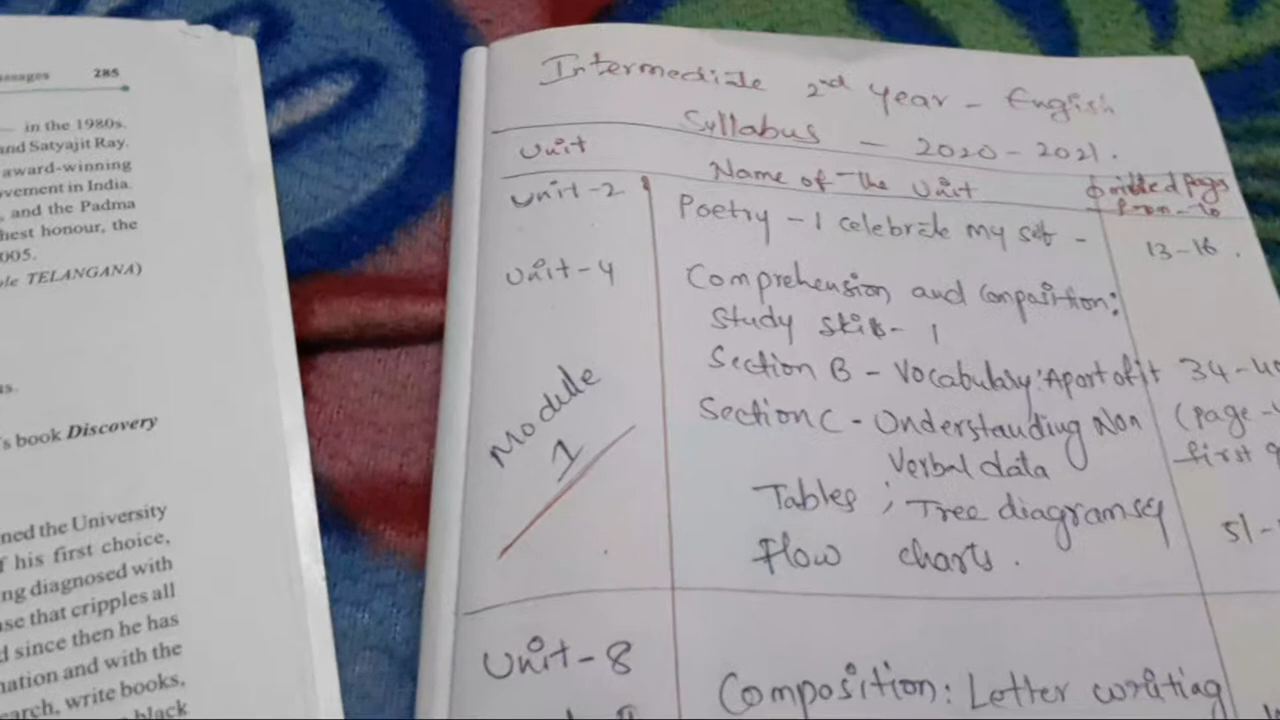 ssages 285
in the 1980s.
and Satyajit Ray.
award-winning
vement in India.
, and the Padma
hest honour, the
005.
le TELANGANA)
s.
's book Discovery
ned the University
f his first choice,
ng diagnosed with
se that cripples all
d since then he has
nation and with the
earch, write books,
black
Intermediate 2nd Year - English
Syllabus - 2020-2021.
Unit Name of the Unit Omitted pages
from - to
Unit-2 Poetry - I celebrate my self - 13-16.
Unit-4 Comprehension and Composition:
Study skills - 1
Section B - Vocabulary: Apart of it 34-40
Section C - Understanding Non (page -
Verbal data first
Tables ; Tree diagrams 51-
Flow charts.
Module
1
Unit-8 Composition: Letter writing